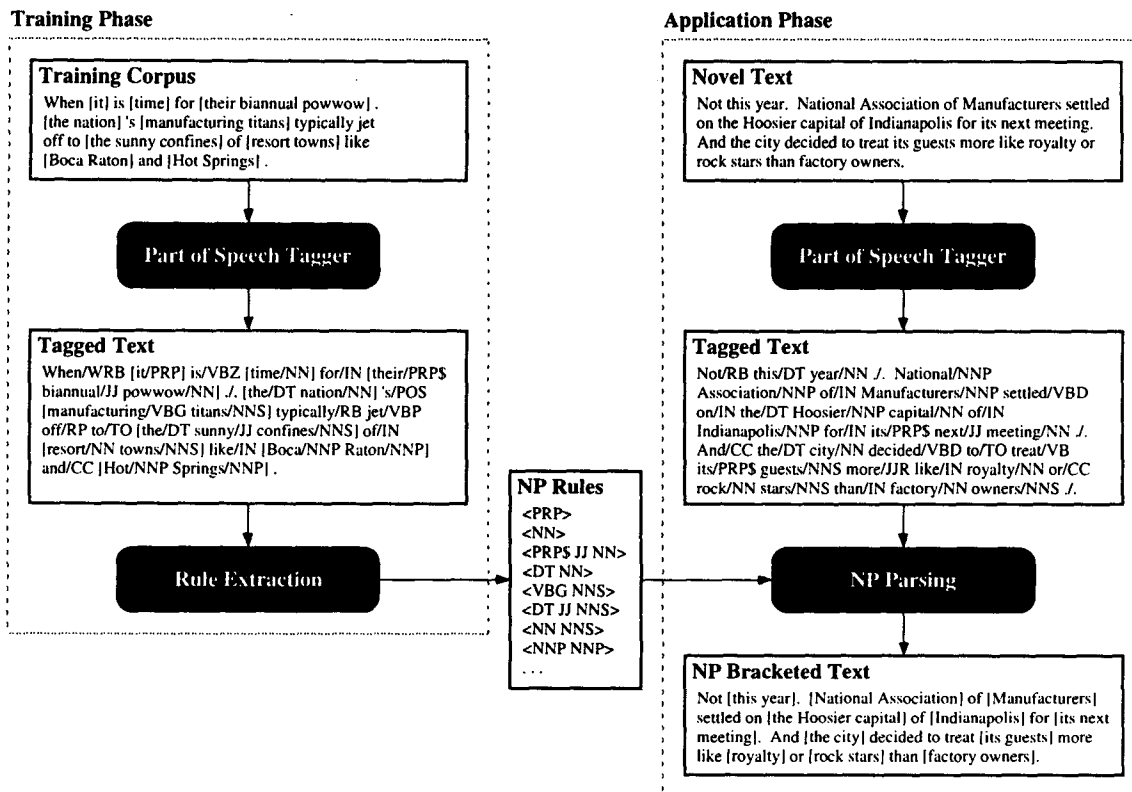 Training Phase
Training Corpus
When [it] is [time] for [their biannual powwow] .
[the nation] 's [manufacturing titans] typically jet
off to [the sunny confines] of [resort towns] like
[Boca Raton] and [Hot Springs] .
Part of Speech Tagger
Tagged Text
When/WRB [it/PRP] is/VBZ [time/NN] for/IN [their/PRP$
biannual/JJ powwow/NN] ./. [the/DT nation/NN] 's/POS
[manufacturing/VBG titans/NNS] typically/RB jet/VBP
off/RP to/TO [the/DT sunny/JJ confines/NNS] of/IN
[resort/NN towns/NNS] like/IN [Boca/NNP Raton/NNP]
and/CC [Hot/NNP Springs/NNP] .
Rule Extraction
NP Rules
<PRP>
<NN>
<PRP$ JJ NN>
<DT NN>
<VBG NNS>
<DT JJ NNS>
<NN NNS>
<NNP NNP>
. . .
Application Phase
Novel Text
Not this year. National Association of Manufacturers settled
on the Hoosier capital of Indianapolis for its next meeting.
And the city decided to treat its guests more like royalty or
rock stars than factory owners.
Part of Speech Tagger
Tagged Text
Not/RB this/DT year/NN ./. National/NNP
Association/NNP of/IN Manufacturers/NNP settled/VBD
on/IN the/DT Hoosier/NNP capital/NN of/IN
Indianapolis/NNP for/IN its/PRP$ next/JJ meeting/NN ./.
And/CC the/DT city/NN decided/VBD to/TO treat/VB
its/PRP$ guests/NNS more/JJR like/IN royalty/NN or/CC
rock/NN stars/NNS than/IN factory/NN owners/NNS ./.
NP Parsing
NP Bracketed Text
Not [this year]. [National Association] of [Manufacturers]
settled on [the Hoosier capital] of [Indianapolis] for [its next
meeting]. And [the city] decided to treat [its guests] more
like [royalty] or [rock stars] than [factory owners].